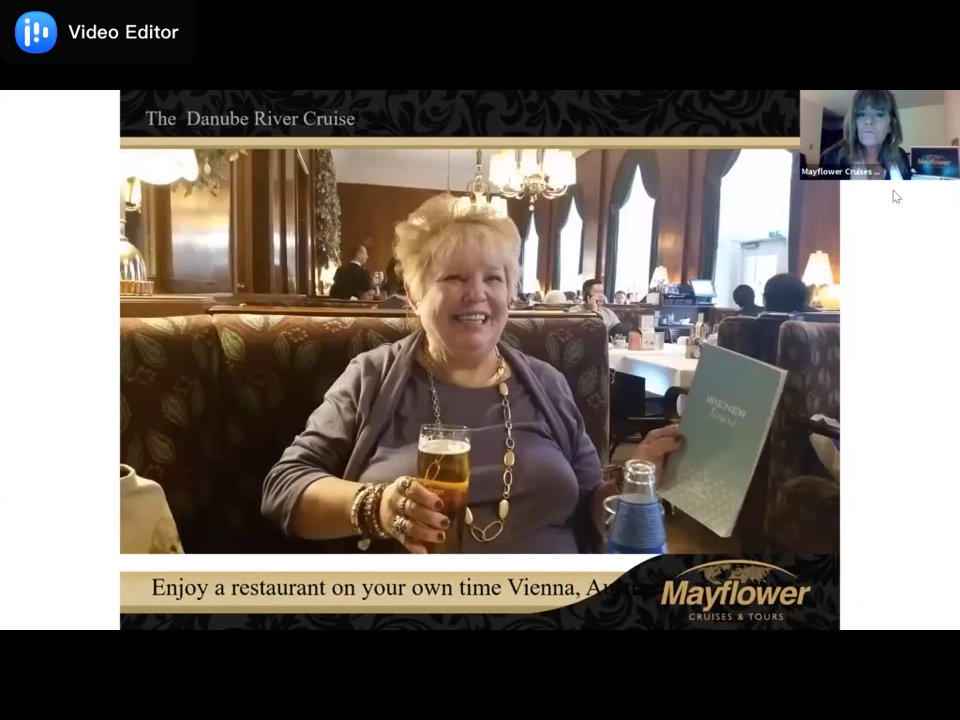 Video Editor
The Danube River Cruise
Mayflower
Mayflower Cruises ...
WIENER
Enjoy a restaurant on your own time Vienna, Au
Mayflower
CRUISES & TOURS